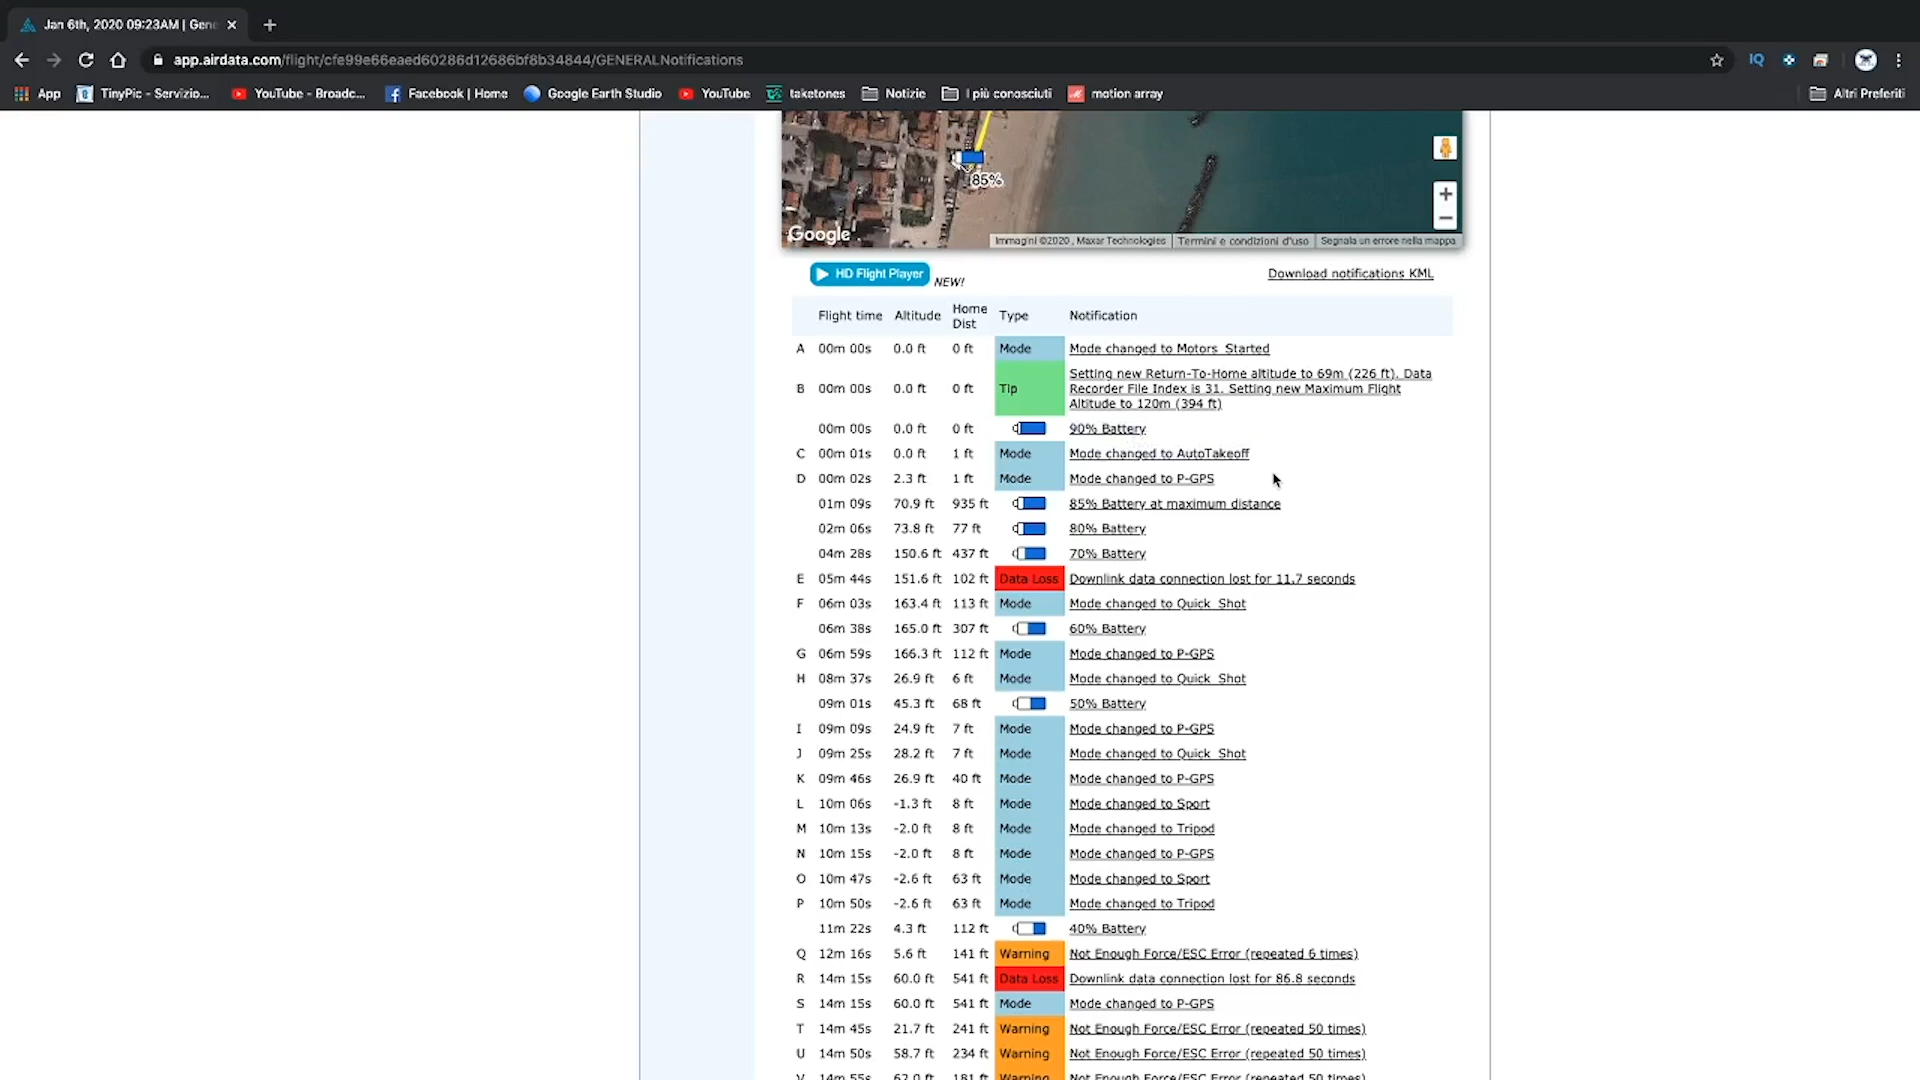 Jan 6th, 2020 09:23AM | Gene
app.airdata.com/flight/cfe99e66eaed60286d12686bf8b34844/GENERALNotifications
IQ
App TinyPic - Servizio... YouTube - Broadc... Facebook | Home Google Earth Studio YouTube taketones Notizie I più conosciuti motion array Altri Preferiti
85%
Google
Immagini ©2020 , Maxar Technologies Termini e condizioni d'uso Segnala un errore nella mappa
HD Flight Player NEW! Download notifications KML
Flight time Altitude Home Dist Type Notification
A 00m 00s 0.0 ft 0 ft Mode Mode changed to Motors_Started
B 00m 00s 0.0 ft 0 ft Tip Setting new Return-To-Home altitude to 69m (226 ft). Data
Recorder File Index is 31. Setting new Maximum Flight
Altitude to 120m (394 ft)
00m 00s 0.0 ft 0 ft 90% Battery
C 00m 01s 0.0 ft 1 ft Mode Mode changed to AutoTakeoff
D 00m 02s 2.3 ft 1 ft Mode Mode changed to P-GPS
01m 09s 70.9 ft 935 ft 85% Battery at maximum distance
02m 06s 73.8 ft 77 ft 80% Battery
04m 28s 150.6 ft 437 ft 70% Battery
E 05m 44s 151.6 ft 102 ft Data Loss Downlink data connection lost for 11.7 seconds
F 06m 03s 163.4 ft 113 ft Mode Mode changed to Quick_Shot
06m 38s 165.0 ft 307 ft 60% Battery
G 06m 59s 166.3 ft 112 ft Mode Mode changed to P-GPS
H 08m 37s 26.9 ft 6 ft Mode Mode changed to Quick_Shot
09m 01s 45.3 ft 68 ft 50% Battery
I 09m 09s 24.9 ft 7 ft Mode Mode changed to P-GPS
J 09m 25s 28.2 ft 7 ft Mode Mode changed to Quick_Shot
K 09m 46s 26.9 ft 40 ft Mode Mode changed to P-GPS
L 10m 06s -1.3 ft 8 ft Mode Mode changed to Sport
M 10m 13s -2.0 ft 8 ft Mode Mode changed to Tripod
N 10m 15s -2.0 ft 8 ft Mode Mode changed to P-GPS
O 10m 47s -2.6 ft 63 ft Mode Mode changed to Sport
P 10m 50s -2.6 ft 63 ft Mode Mode changed to Tripod
11m 22s 4.3 ft 112 ft 40% Battery
Q 12m 16s 5.6 ft 141 ft Warning Not Enough Force/ESC Error (repeated 6 times)
R 14m 15s 60.0 ft 541 ft Data Loss Downlink data connection lost for 86.8 seconds
S 14m 15s 60.0 ft 541 ft Mode Mode changed to P-GPS
T 14m 45s 21.7 ft 241 ft Warning Not Enough Force/ESC Error (repeated 50 times)
U 14m 50s 58.7 ft 234 ft Warning Not Enough Force/ESC Error (repeated 50 times)
V 14m 55s 62.0 ft 181 ft Warning Not Enough Force/ESC Error (repeated 50 times)